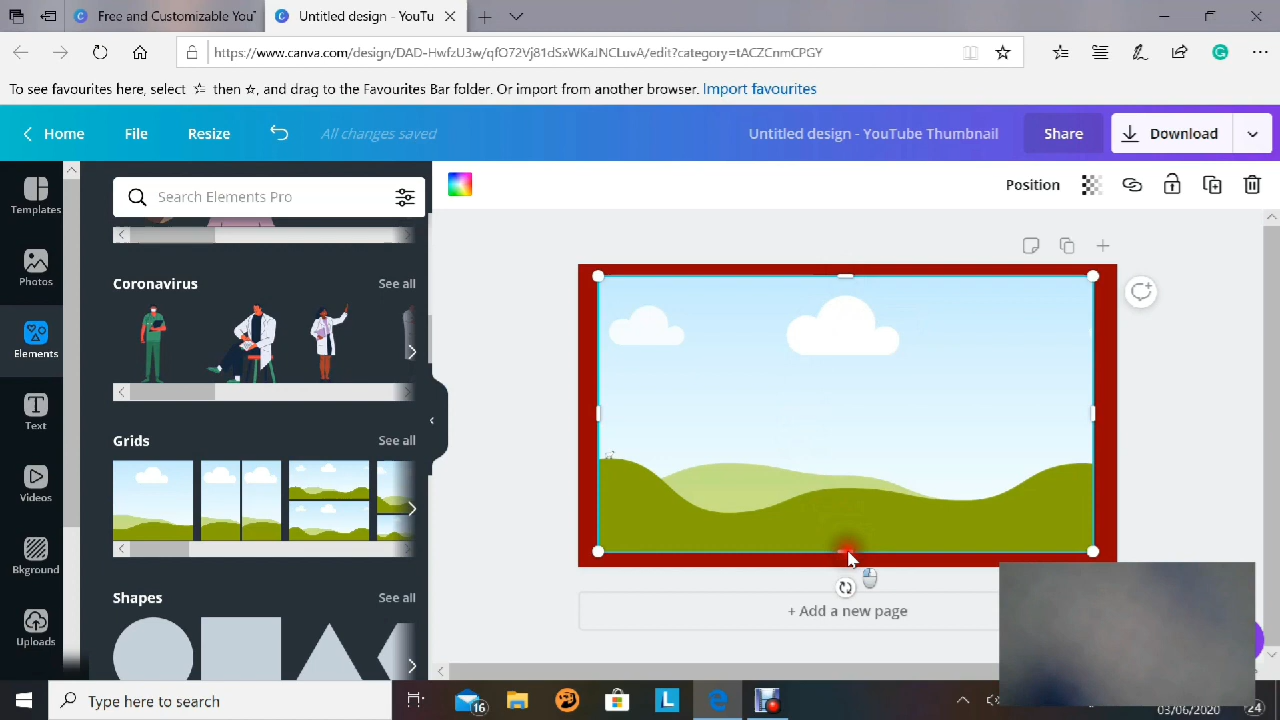 Free and Customizable You
Untitled design - YouTu
https://www.canva.com/design/DAD-HwfzU3w/qfO72Vj81dSxWKaJNCLuvA/edit?category=tACZCnmCPGY
To see favourites here, select ☆ then ☆, and drag to the Favourites Bar folder. Or import from another browser. Import favourites
Home File Resize All changes saved Untitled design - YouTube Thumbnail Share Download
Search Elements Pro
Position
Templates
Photos
Elements
Text
Videos
Bkground
Uploads
Coronavirus See all
Grids See all
Shapes See all
+ Add a new page
Type here to search
16
03/06/2020
24